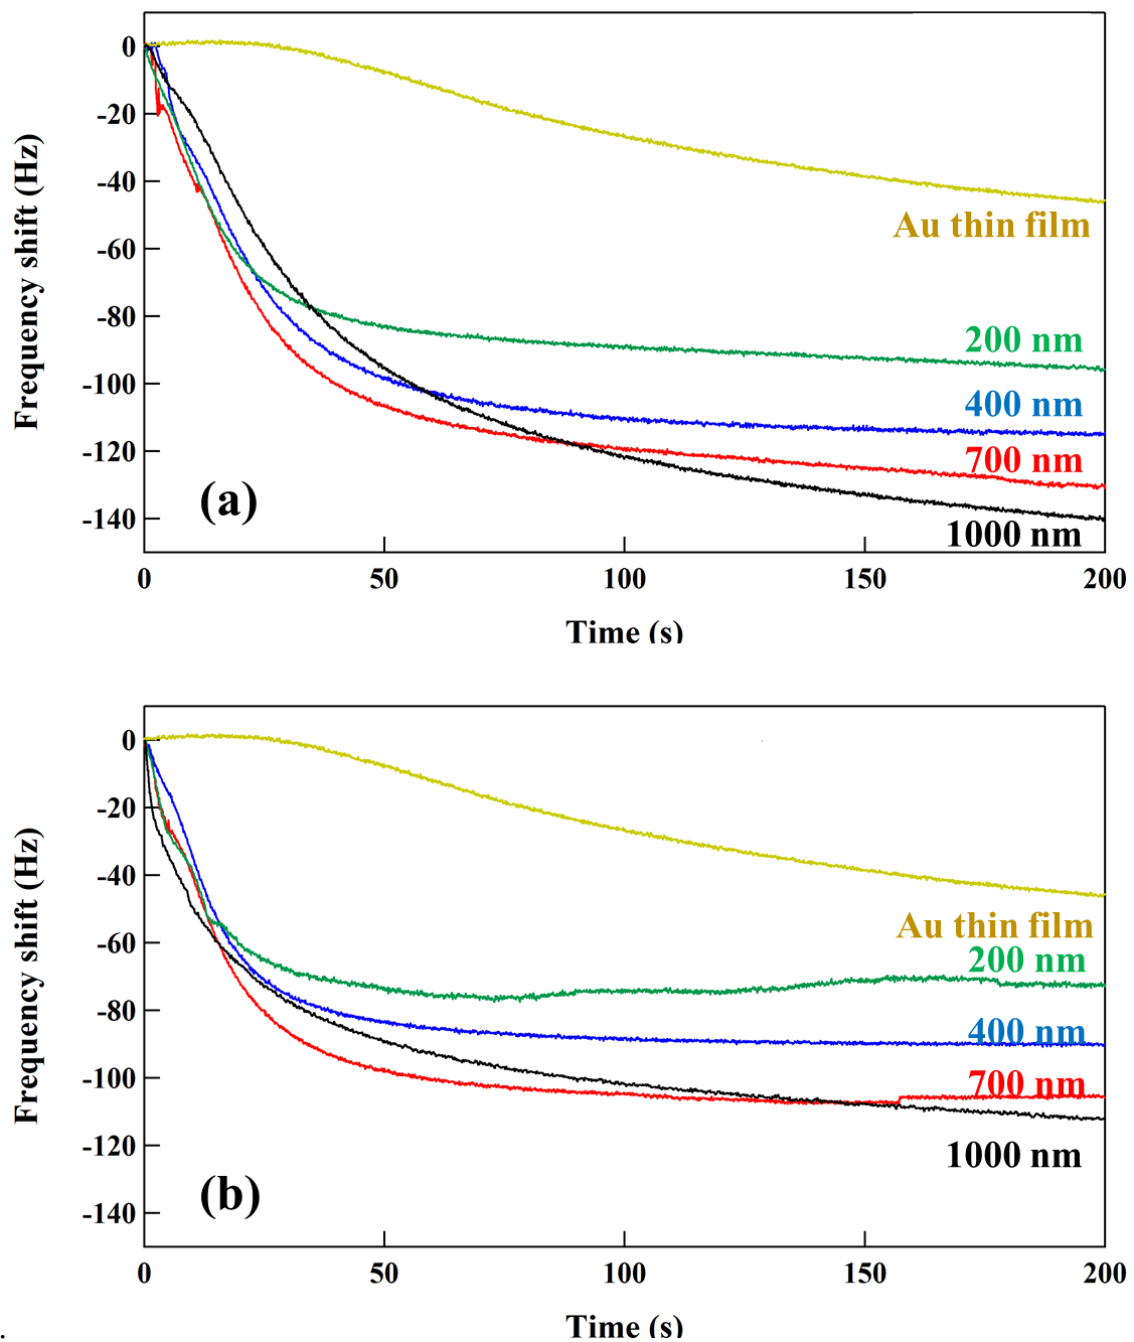 0
-20
-40
-60
-80
-100
-120
-140
Frequency shift (Hz)
Au thin film
200 nm
400 nm
700 nm
1000 nm
(a)
0 50 100 150 200
Time (s)
0
-20
-40
-60
-80
-100
-120
-140
Frequency shift (Hz)
Au thin film
200 nm
400 nm
700 nm
1000 nm
(b)
0 50 100 150 200
Time (s)
.